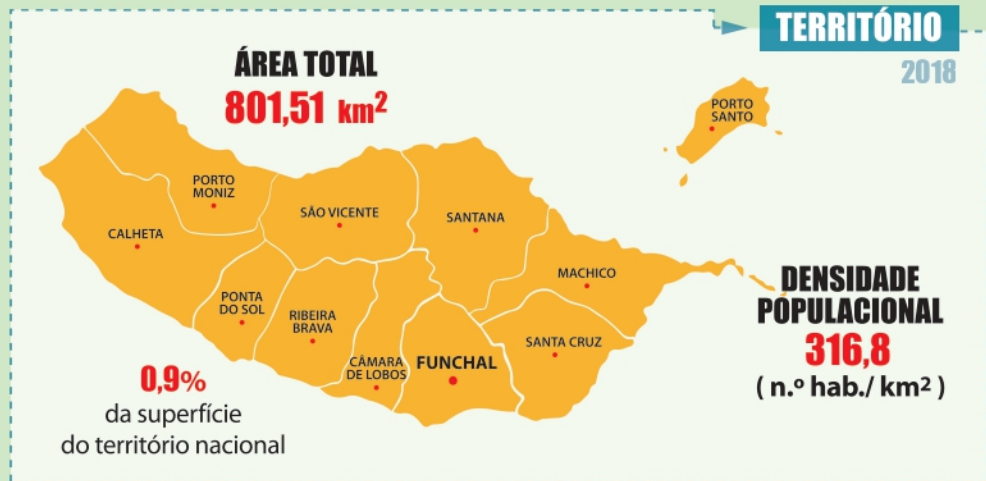 TERRITÓRIO
2018
ÁREA TOTAL
801,51 km²
PORTO
SANTO
PORTO
MONIZ
SÃO VICENTE
SANTANA
CALHETA
MACHICO
PONTA
DO SOL
RIBEIRA
BRAVA
SANTA CRUZ
CÂMARA
DE LOBOS
FUNCHAL
DENSIDADE
POPULACIONAL
316,8
( n.º hab./ km² )
0,9%
da superfície
do território nacional